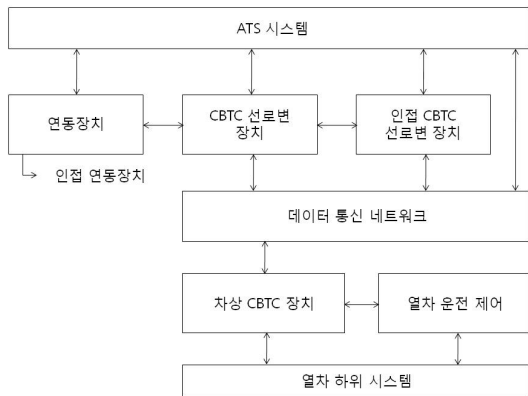 ATS 시스템
연동장치
CBTC 선로변
장치
인접 CBTC
선로변 장치
인접 연동장치
데이터 통신 네트워크
차상 CBTC 장치
열차 운전 제어
열차 하위 시스템